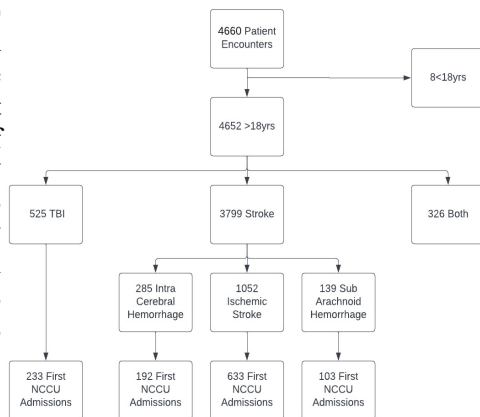 4660 Patient
Encounters
8<18yrs
4652 >18yrs
525 TBI
3799 Stroke
326 Both
285 Intra
Cerebral
Hemorrhage
1052
Ischemic
Stroke
139 Sub
Arachnoid
Hemorrhage
233 First
NCCU
Admissions
192 First
NCCU
Admissions
633 First
NCCU
Admissions
103 First
NCCU
Admissions